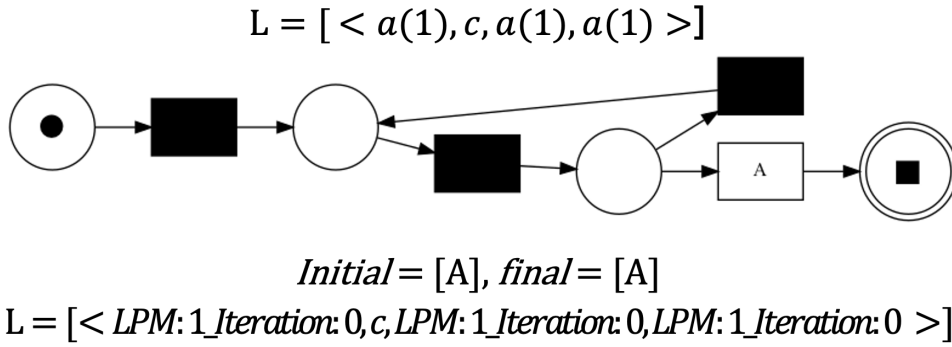 L = [ < a(1), c, a(1), a(1) >]
A
Initial = [A], final = [A]
L = [< LPM: 1_Iteration: 0, c, LPM: 1_Iteration: 0, LPM: 1_Iteration: 0 >]